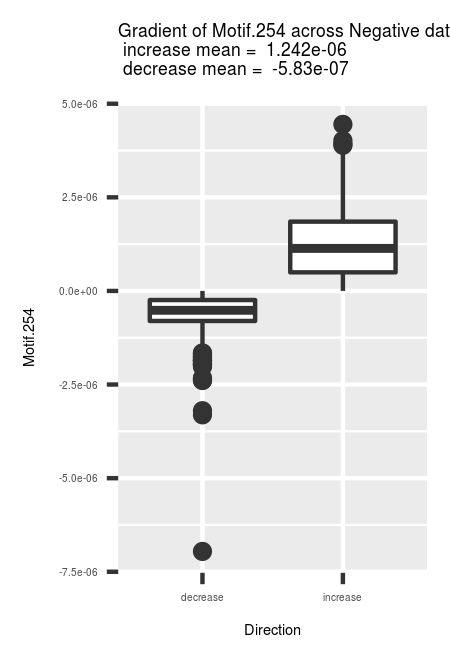 Gradient of Motif.254 across Negative dat
increase mean =  1.242e-06
decrease mean =  -5.83e-07
5.0e-06
2.5e-06
0.0e+00
-2.5e-06
-5.0e-06
-7.5e-06
Motif.254
decrease
increase
Direction